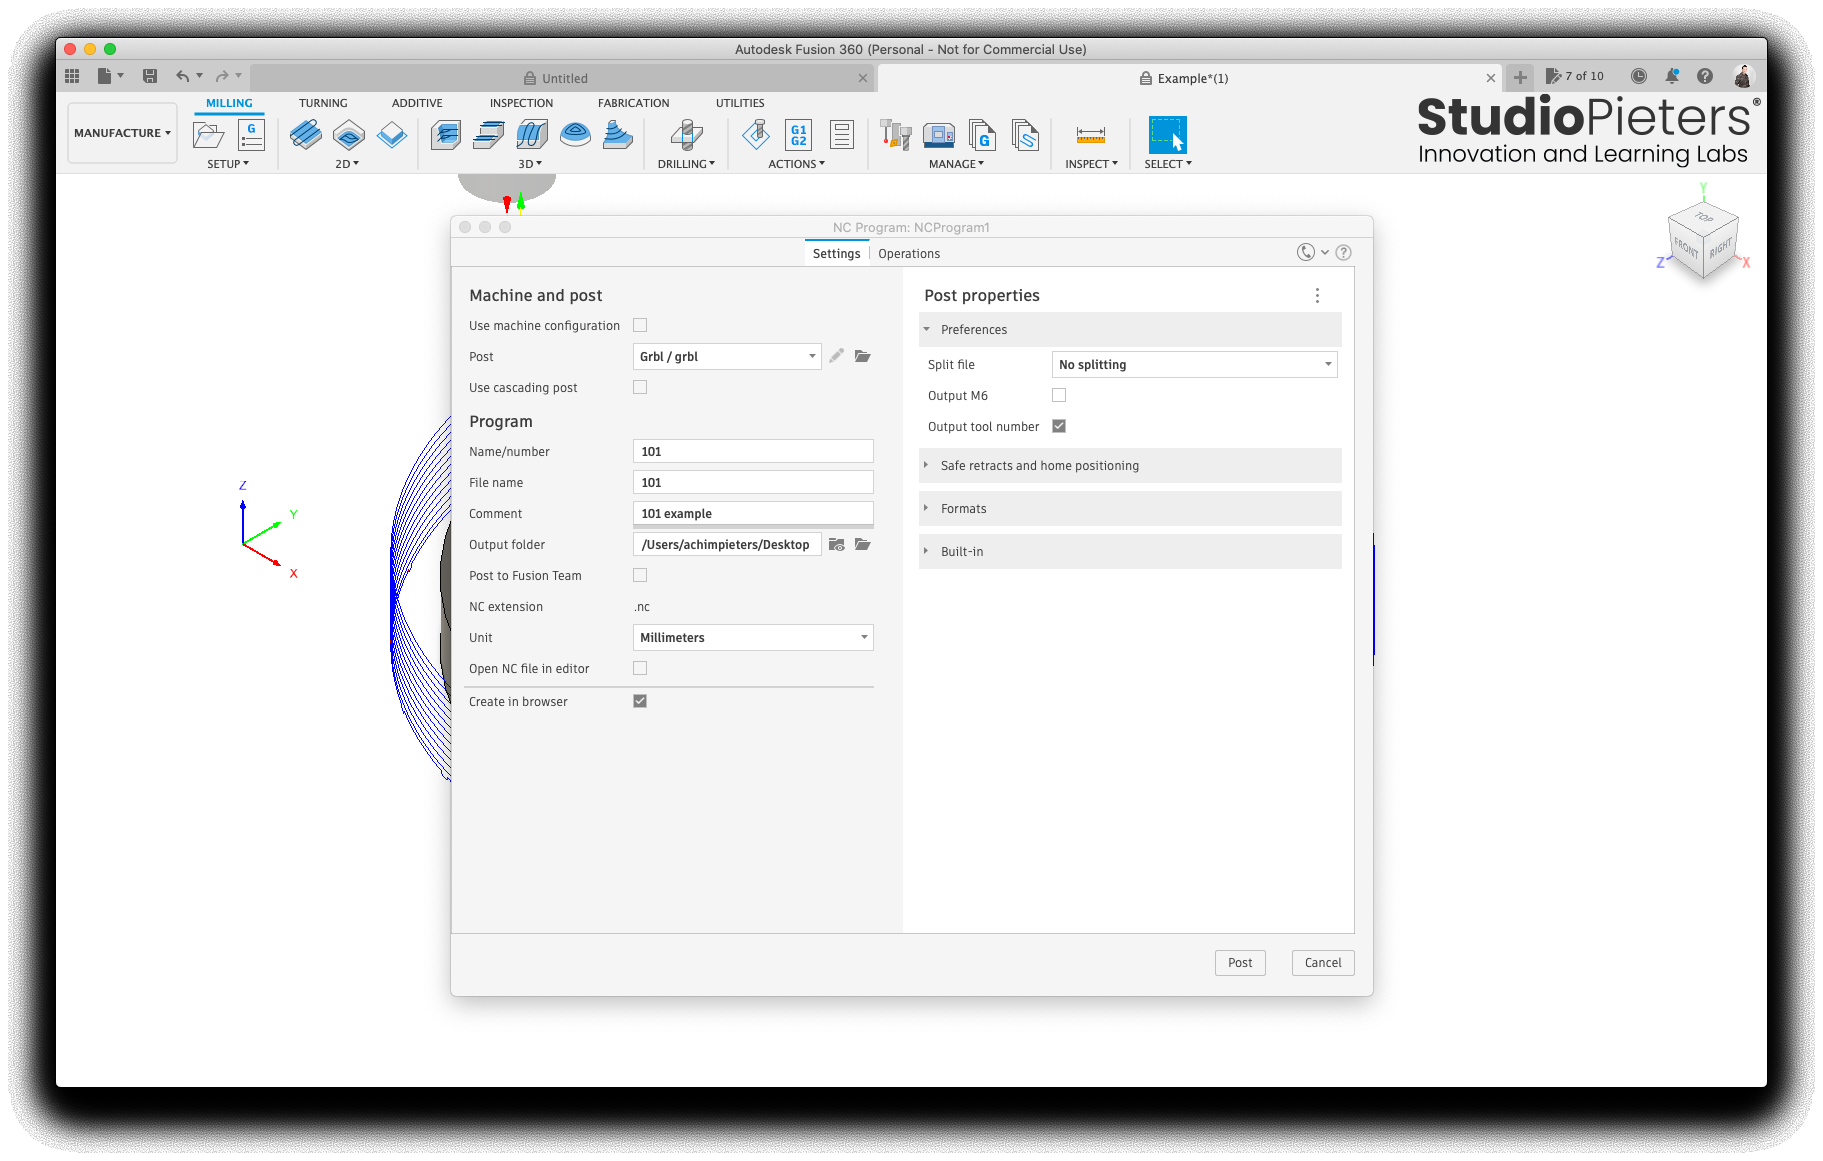 Autodesk Fusion 360 (Personal - Not for Commercial Use)
Untitled
Example*(1)
7 of 10
MILLING
TURNING
ADDITIVE
INSPECTION
FABRICATION
UTILITIES
MANUFACTURE
G
G1
G2
G
SETUP
2D
3D
DRILLING
ACTIONS
MANAGE
INSPECT
SELECT
StudioPieters®
Innovation and Learning Labs
Y
TOP
FRONT
RIGHT
Z
X
NC Program: NCProgram1
Settings
Operations
Machine and post
Use machine configuration
Post
Grbl / grbl
Use cascading post
Program
Name/number
101
File name
101
Comment
101 example
Output folder
/Users/achimpieters/Desktop
Post to Fusion Team
NC extension
.nc
Unit
Millimeters
Open NC file in editor
Create in browser
Post properties
Preferences
Split file
No splitting
Output M6
Output tool number
Safe retracts and home positioning
Formats
Built-in
Z
Y
X
Post
Cancel